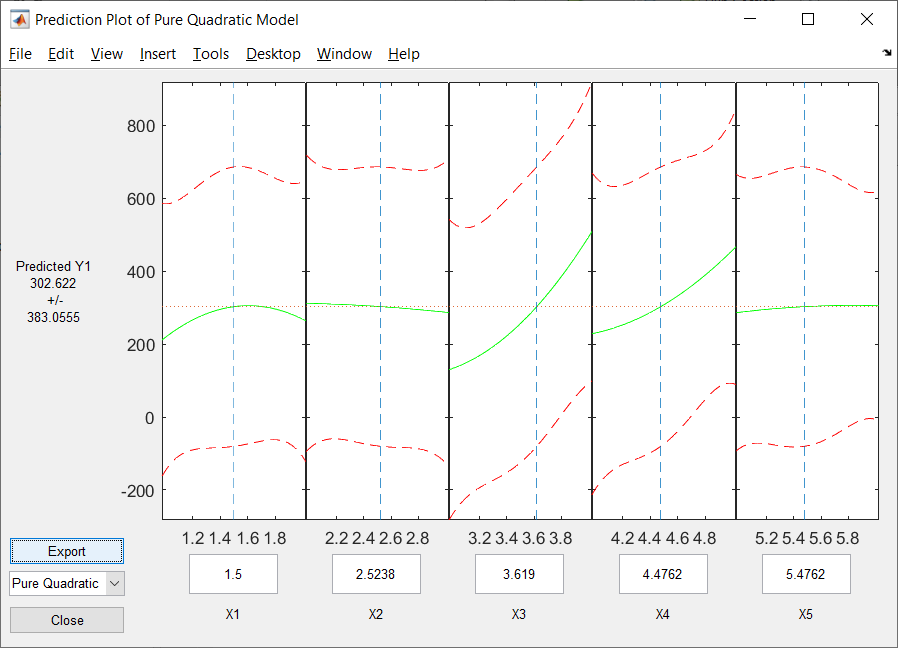 Prediction Plot of Pure Quadratic Model
File Edit View Insert Tools Desktop Window Help
800
600
400
200
0
-200
Predicted Y1
302.622
+/-
383.0555
1.2 1.4 1.6 1.8 2.2 2.4 2.6 2.8 3.2 3.4 3.6 3.8 4.2 4.4 4.6 4.8 5.2 5.4 5.6 5.8
Export
1.5 2.5238 3.619 4.4762 5.4762
Pure Quadratic
X1 X2 X3 X4 X5
Close